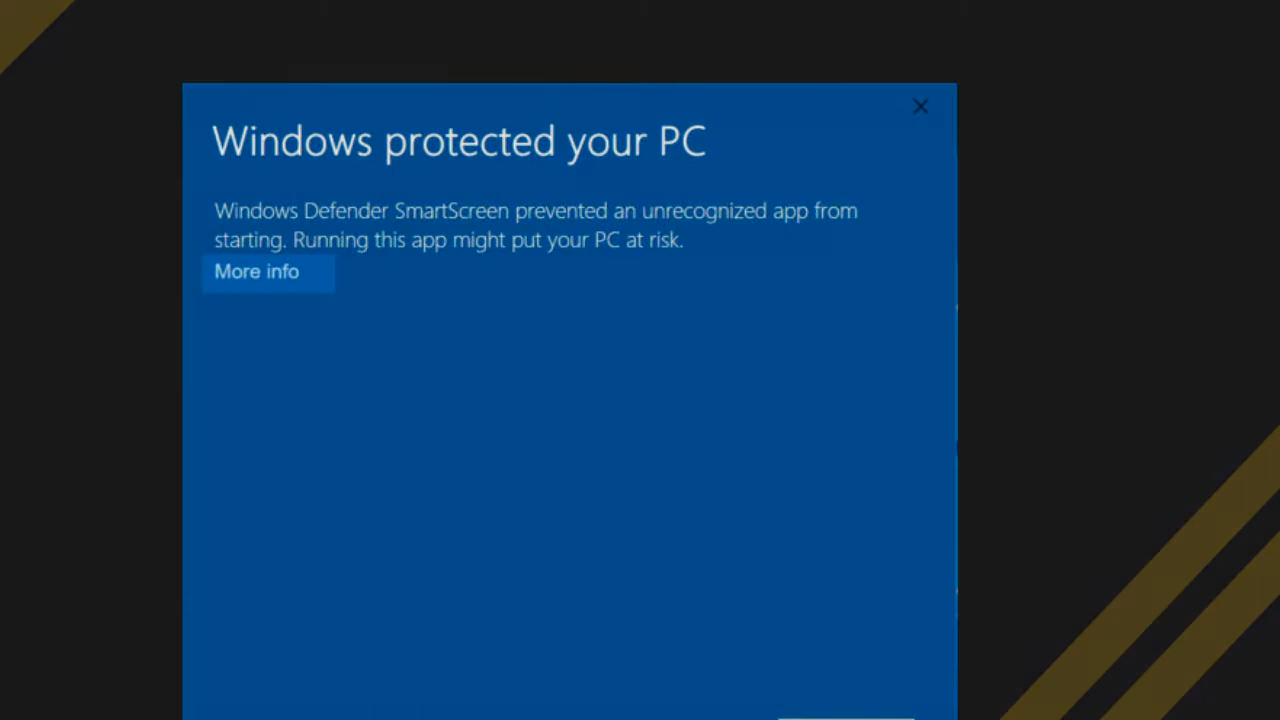 Windows protected your PC
Windows Defender SmartScreen prevented an unrecognized app from
starting. Running this app might put your PC at risk.
More info